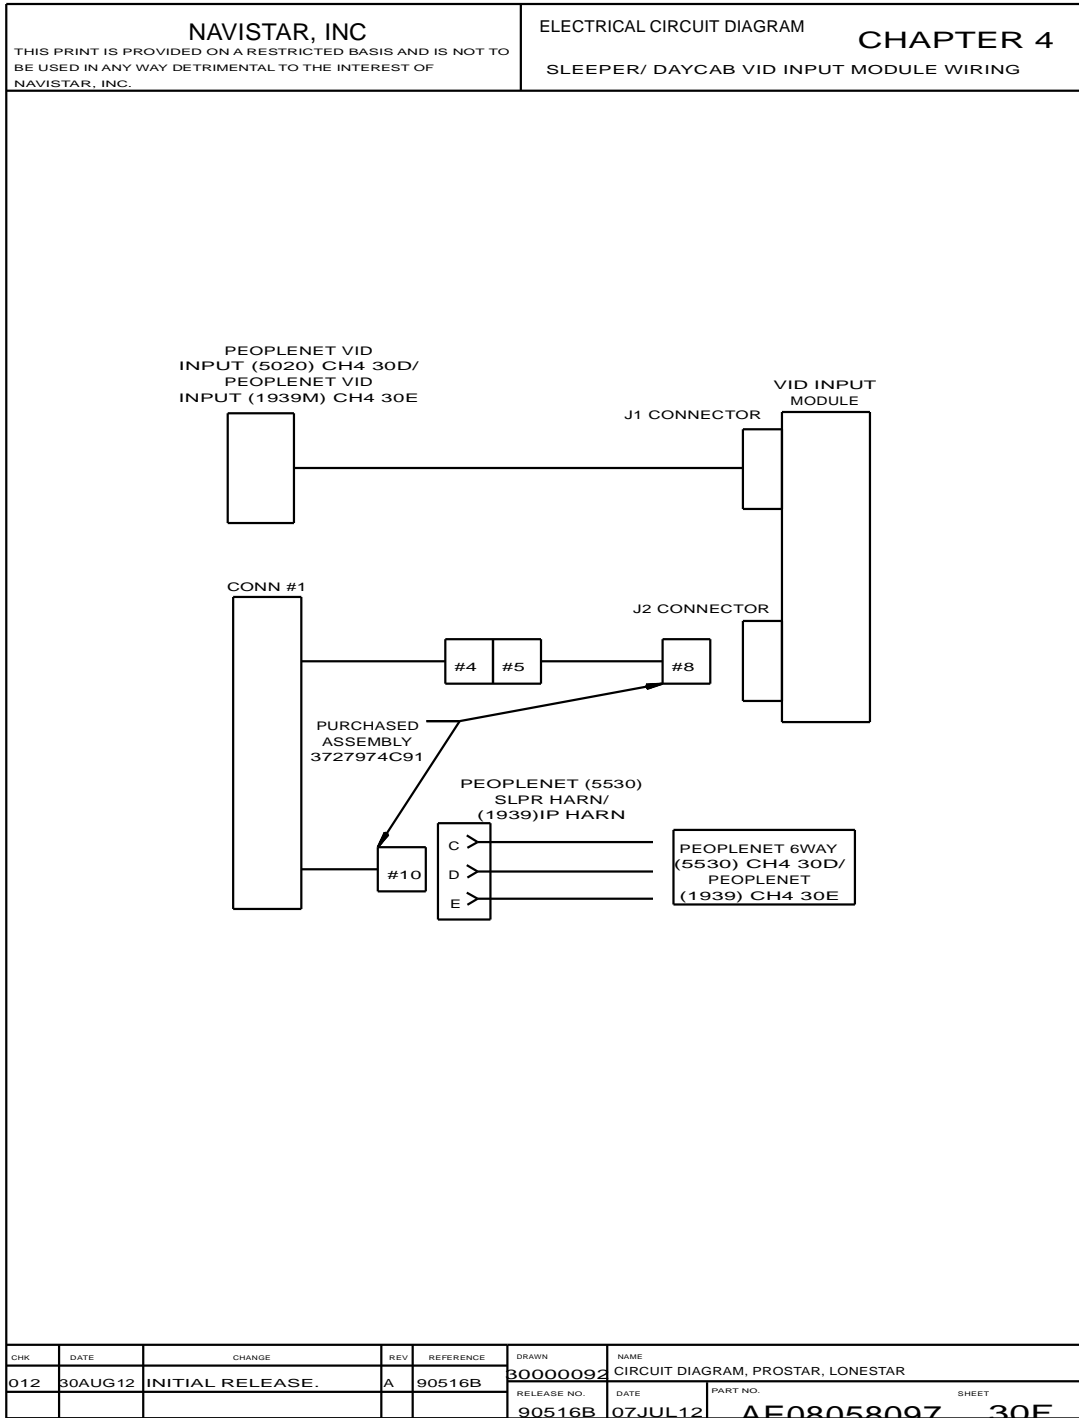 NAVISTAR, INC
THIS PRINT IS PROVIDED ON A RESTRICTED BASIS AND IS NOT TO
BE USED IN ANY WAY DETRIMENTAL TO THE INTEREST OF
NAVISTAR, INC.
ELECTRICAL CIRCUIT DIAGRAM
CHAPTER 4
SLEEPER/ DAYCAB VID INPUT MODULE WIRING
PEOPLENET VID
INPUT (5020) CH4 30D/
PEOPLENET VID
INPUT (1939M) CH4 30E
VID INPUT
MODULE
J1 CONNECTOR
CONN #1
J2 CONNECTOR
#4
#5
#8
PURCHASED
ASSEMBLY
3727974C91
PEOPLENET (5530)
SLPR HARN/
(1939)IP HARN
#10
C
D
E
PEOPLENET 6WAY
(5530) CH4 30D/
PEOPLENET
(1939) CH4 30E
CHK DATE CHANGE REV REFERENCE
012 30AUG12 INITIAL RELEASE. A 90516B
DRAWN
30000092
NAME
CIRCUIT DIAGRAM, PROSTAR, LONESTAR
RELEASE NO.
90516B
DATE
07JUL12
PART NO.
AE08058097
SHEET